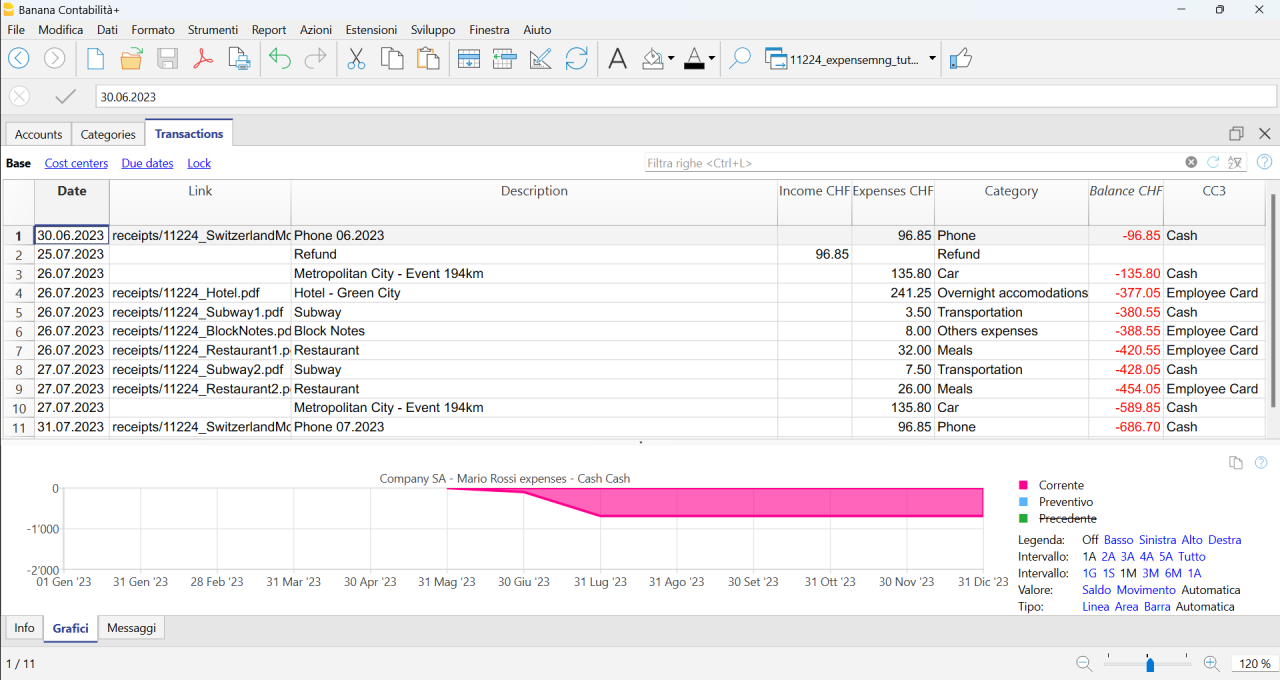 Banana Contabilità+
File Modifica Dati Formato Strumenti Report Azioni Estensioni Sviluppo Finestra Aiuto
11224_expensemng_tut...
30.06.2023
Accounts Categories Transactions
Base Cost centers Due dates Lock Filtra righe <Ctrl+L>
Date Link Description Income CHF Expenses CHF Category Balance CHF CC3
1 30.06.2023 receipts/11224_SwitzerlandMo Phone 06.2023 96.85 Phone -96.85 Cash
2 25.07.2023 Refund 96.85 Refund
3 26.07.2023 Metropolitan City - Event 194km 135.80 Car -135.80 Cash
4 26.07.2023 receipts/11224_Hotel.pdf Hotel - Green City 241.25 Overnight accomodations -377.05 Employee Card
5 26.07.2023 receipts/11224_Subway1.pdf Subway 3.50 Transportation -380.55 Cash
6 26.07.2023 receipts/11224_BlockNotes.pd Block Notes 8.00 Others expenses -388.55 Employee Card
7 26.07.2023 receipts/11224_Restaurant1.p Restaurant 32.00 Meals -420.55 Employee Card
8 27.07.2023 receipts/11224_Subway2.pdf Subway 7.50 Transportation -428.05 Cash
9 27.07.2023 receipts/11224_Restaurant2.p Restaurant 26.00 Meals -454.05 Employee Card
10 27.07.2023 Metropolitan City - Event 194km 135.80 Car -589.85 Cash
11 31.07.2023 receipts/11224_SwitzerlandMo Phone 07.2023 96.85 Phone -686.70 Cash
Company SA - Mario Rossi expenses - Cash Cash
0
-1'000
-2'000
01 Gen '23 31 Gen '23 28 Feb '23 31 Mar '23 30 Apr '23 31 Mag '23 30 Giu '23 31 Lug '23 31 Ago '23 30 Set '23 31 Ott '23 30 Nov '23 31 Dic '23
Corrente
Preventivo
Precedente
Legenda: Off Basso Sinistra Alto Destra
Intervallo: 1A 2A 3A 4A 5A Tutto
Intervallo: 1G 1S 1M 3M 6M 1A
Valore: Saldo Movimento Automatica
Tipo: Linea Area Barra Automatica
Info Grafici Messaggi
1 / 11 120 %